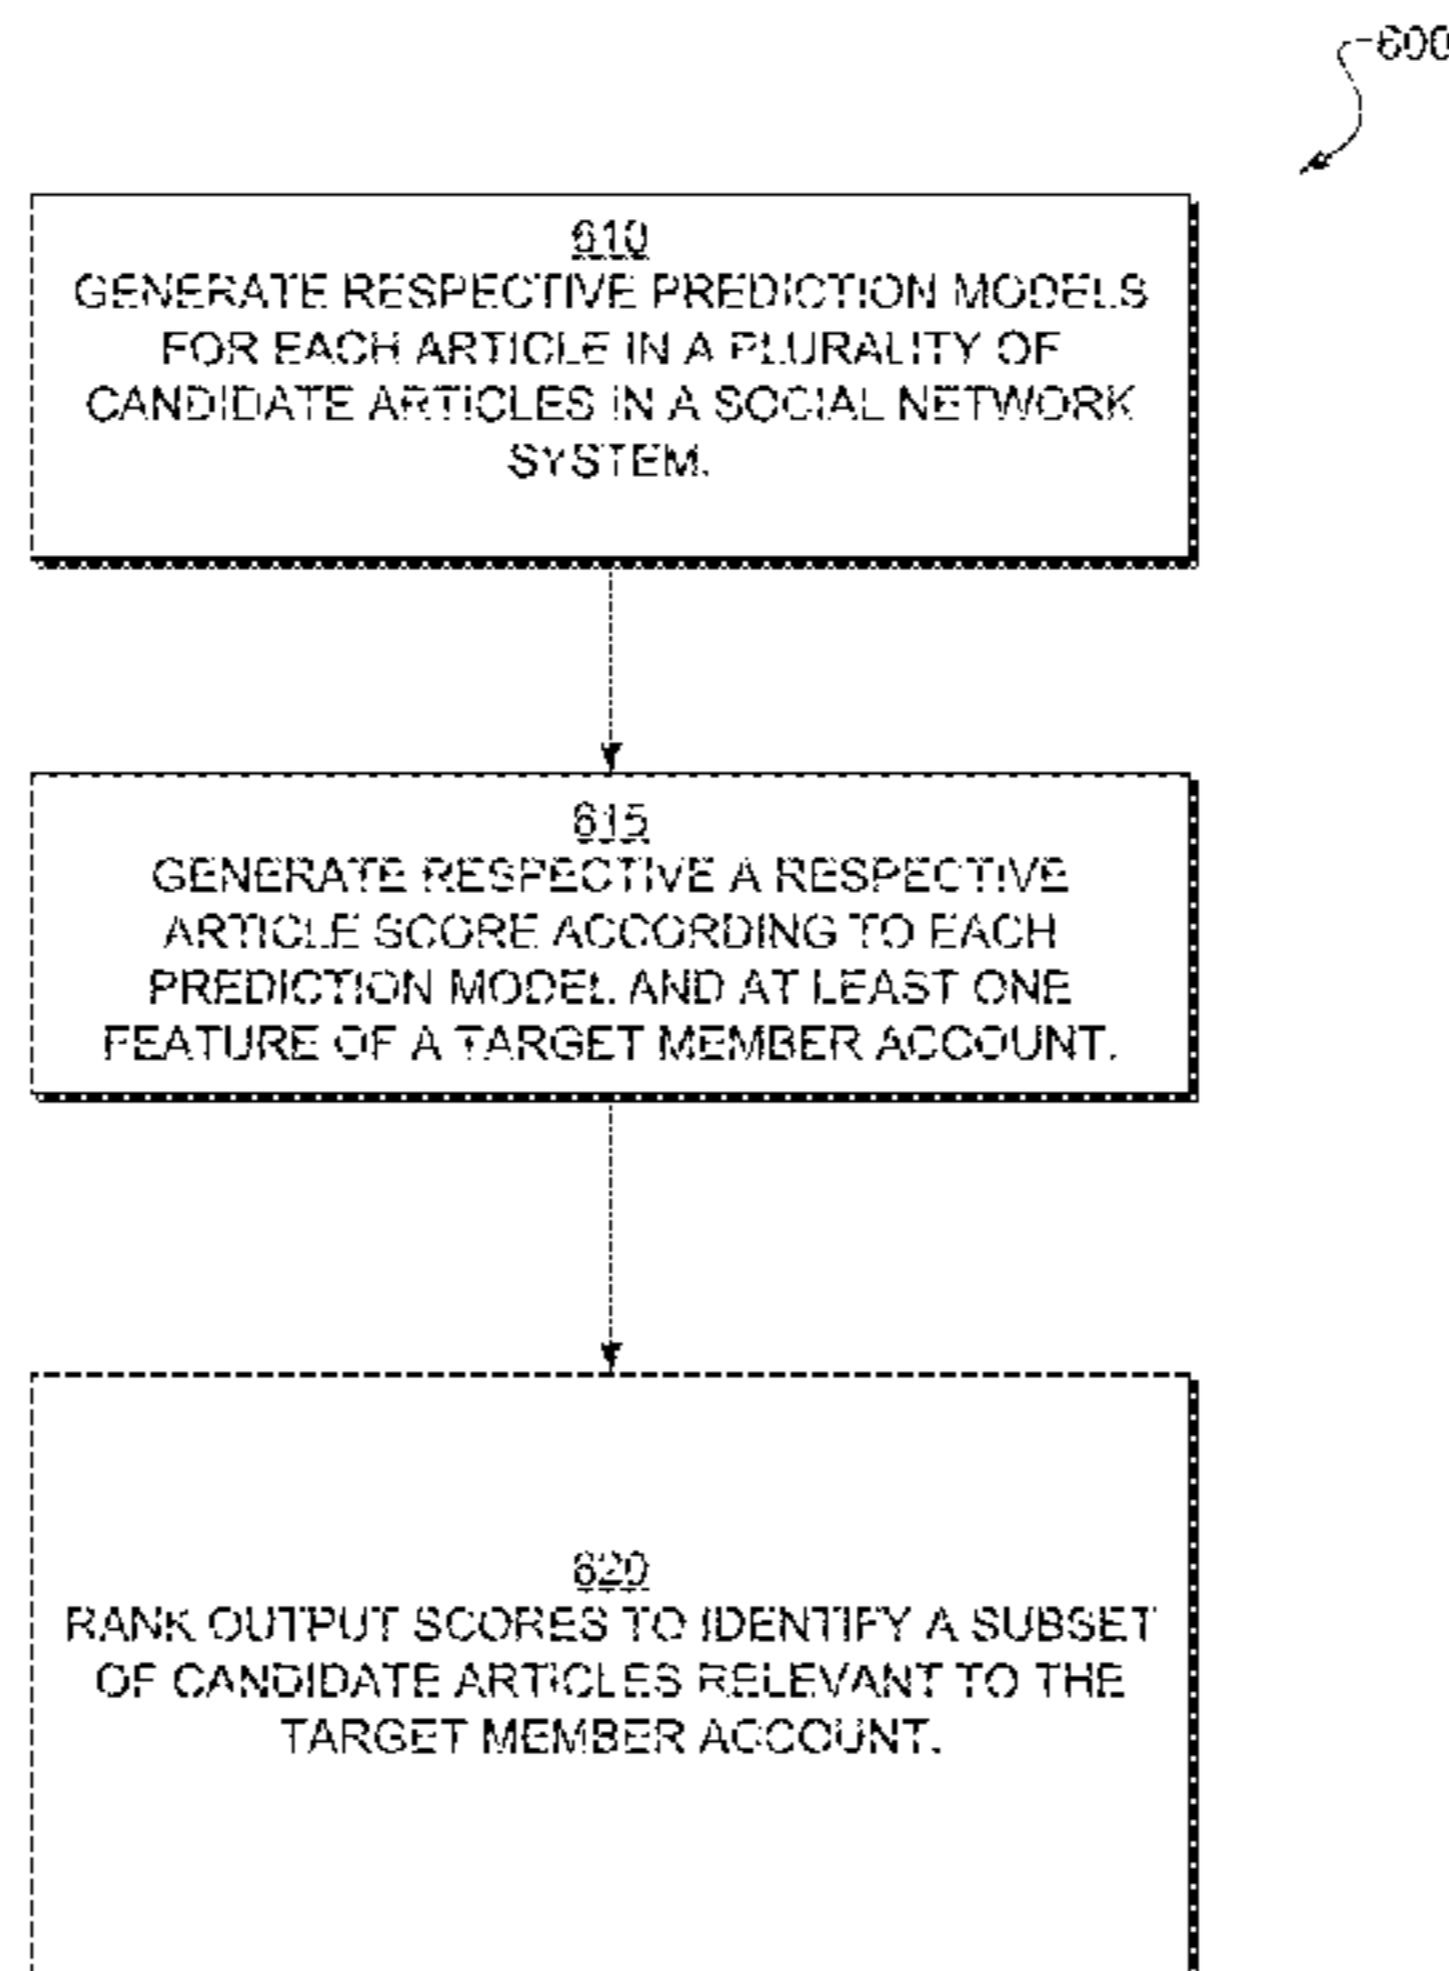 600
610
GENERATE RESPECTIVE PREDICTION MODELS
FOR EACH ARTICLE IN A PLURALITY OF
CANDIDATE ARTICLES IN A SOCIAL NETWORK
SYSTEM.
615
GENERATE RESPECTIVE A RESPECTIVE
ARTICLE SCORE ACCORDING TO EACH
PREDICTION MODEL AND AT LEAST ONE
FEATURE OF A TARGET MEMBER ACCOUNT.
620
RANK OUTPUT SCORES TO IDENTIFY A SUBSET
OF CANDIDATE ARTICLES RELEVANT TO THE
TARGET MEMBER ACCOUNT.